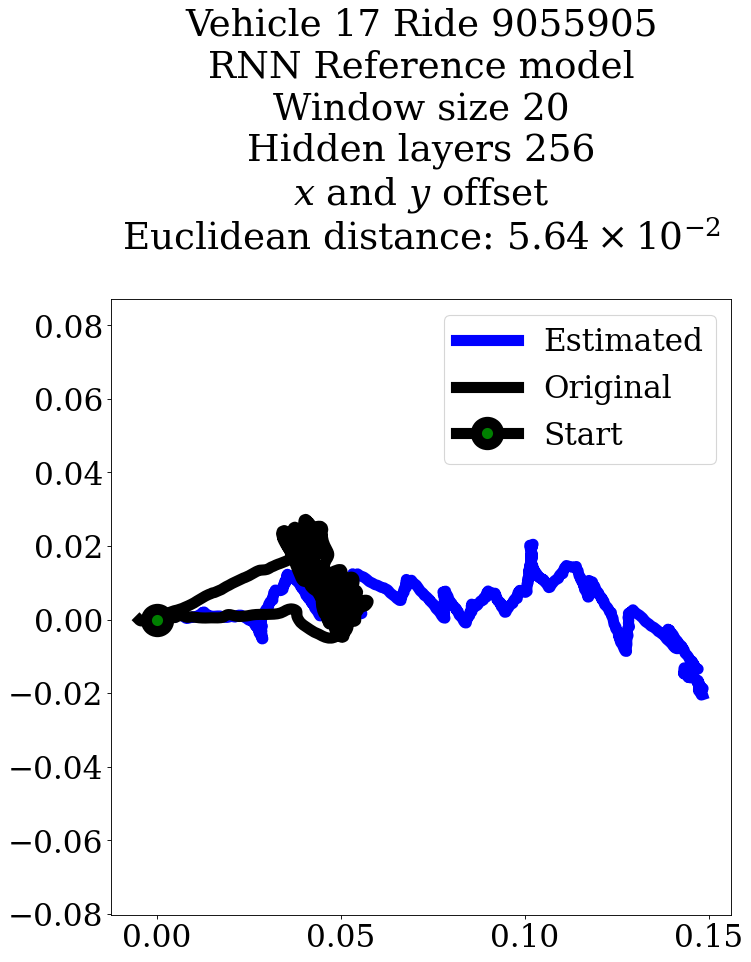 Vehicle 17 Ride 9055905
RNN Reference model
Window size 20
Hidden layers 256
x and y offset
Euclidean distance: 5.64 × 10⁻²
Estimated
Original
Start
0.08
0.06
0.04
0.02
0.00
−0.02
−0.04
−0.06
−0.08
0.00 0.05 0.10 0.15